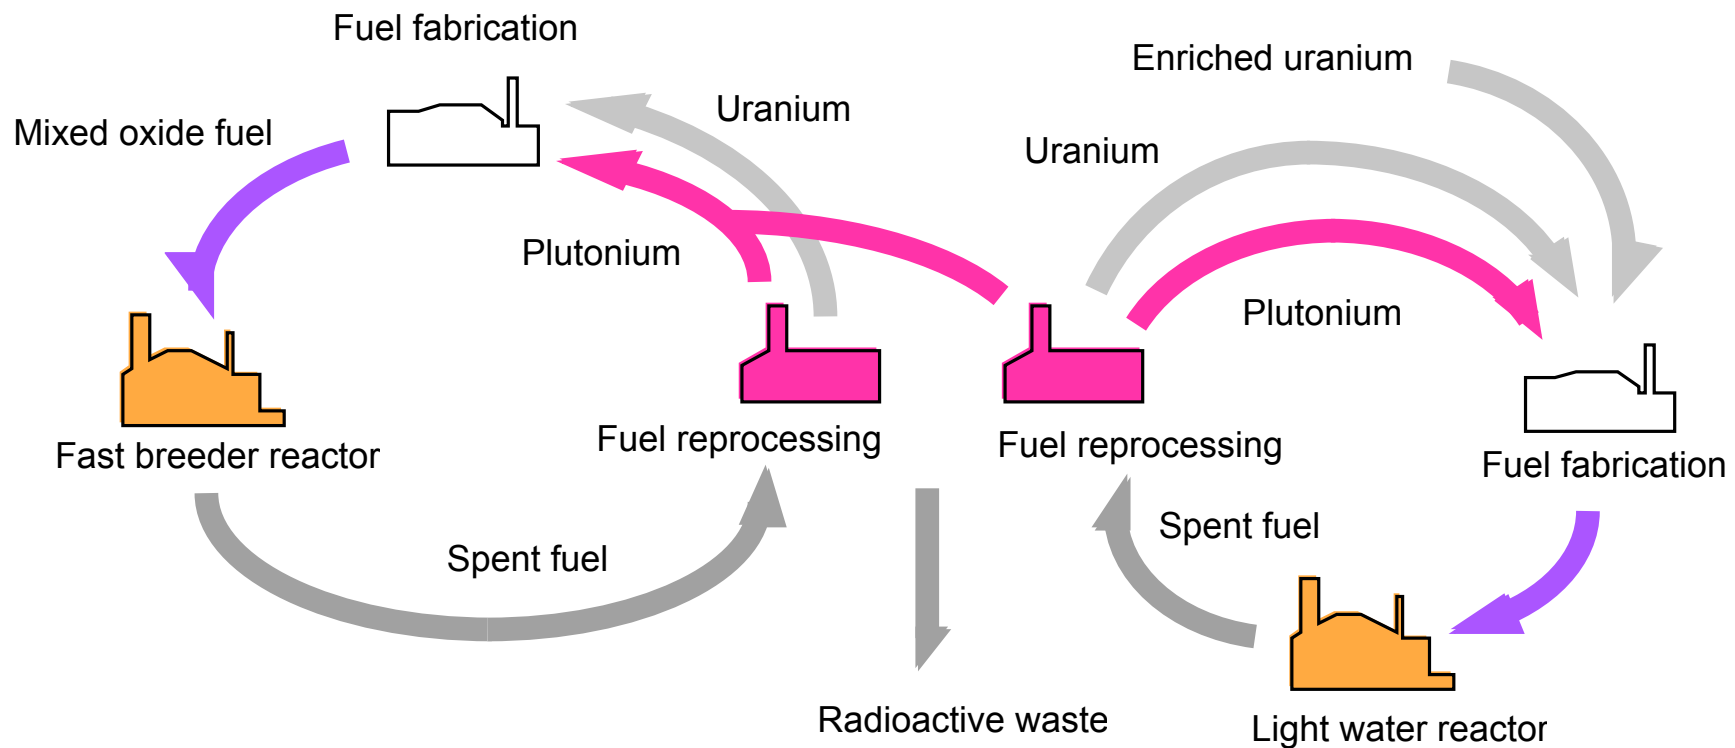 Fuel fabrication
Enriched uranium
Uranium
Mixed oxide fuel
Uranium
Plutonium
Plutonium
Fuel reprocessing
Fuel reprocessing
Fast breeder reactor
Fuel fabrication
Spent fuel
Spent fuel
Radioactive waste
Light water reactor